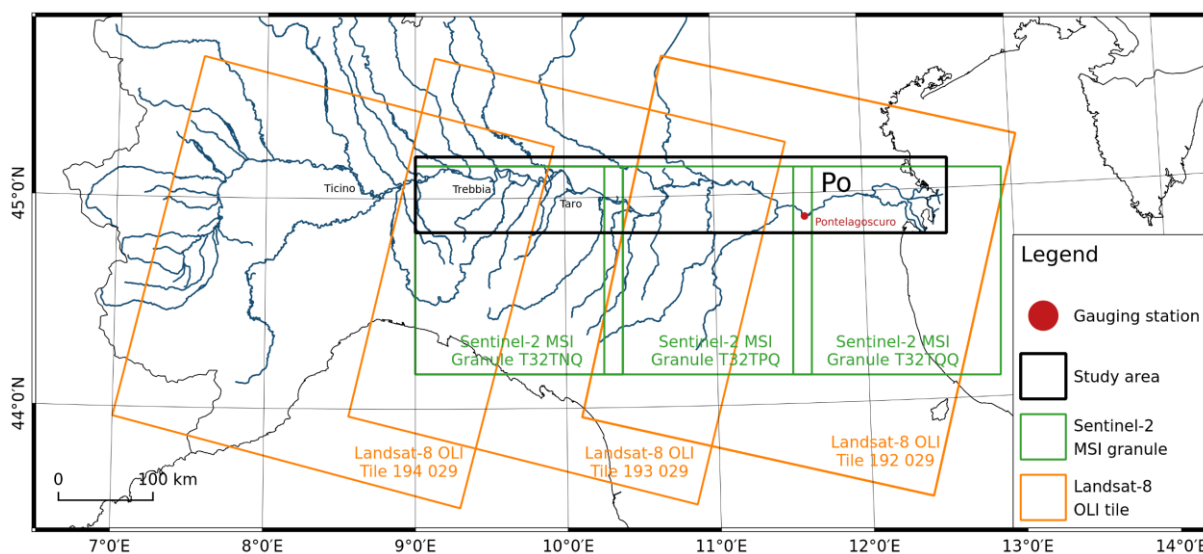 45°0'N
44°0'N
Ticino
Trebbia
Taro
Po
Pontelagoscuro
Sentinel-2 MSI
Granule T32TNQ
Sentinel-2 MSI
Granule T32TPQ
Sentinel-2 MSI
Granule T32TQQ
Landsat-8 OLI
Tile 194 029
Landsat-8 OLI
Tile 193 029
Landsat-8 OLI
Tile 192 029
0 100 km
Legend
Gauging station
Study area
Sentinel-2
MSI granule
Landsat-8
OLI tile
7°0'E 8°0'E 9°0'E 10°0'E 11°0'E 12°0'E 13°0'E 14°0'E